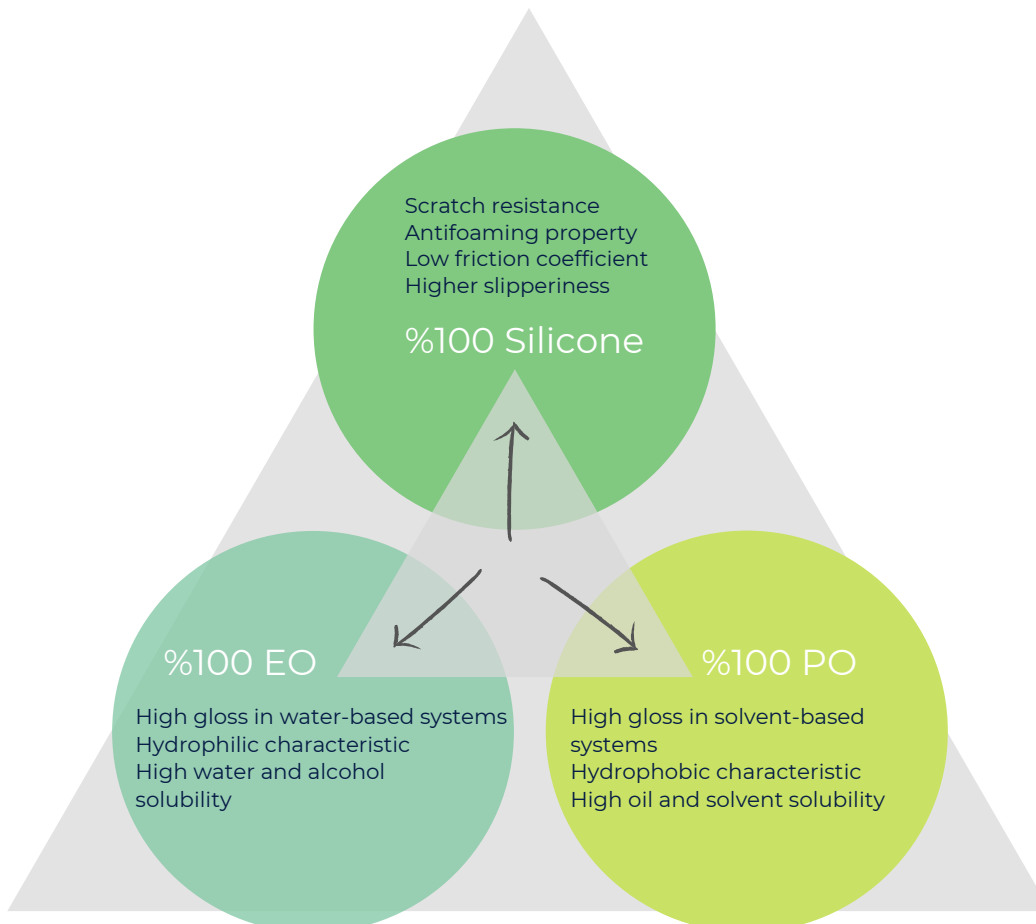 Scratch resistance
Antifoaming property
Low friction coefficient
Higher slipperiness
%100 Silicone
%100 EO
High gloss in water-based systems
Hydrophilic characteristic
High water and alcohol
solubility
%100 PO
High gloss in solvent-based
systems
Hydrophobic characteristic
High oil and solvent solubility